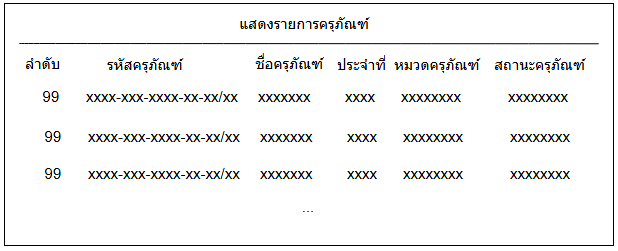 แสดงรายการครุภัณฑ์
ลำดับ รหัสครุภัณฑ์ ชื่อครุภัณฑ์ ประจำที่ หมวดครุภัณฑ์ สถานะครุภัณฑ์
99 xxxx-xxx-xxxx-xx-xx/xx xxxxxxx xxxx xxxxxxxx xxxxxxxx
99 xxxx-xxx-xxxx-xx-xx/xx xxxxxxx xxxx xxxxxxxx xxxxxxxx
99 xxxx-xxx-xxxx-xx-xx/xx xxxxxxx xxxx xxxxxxxx xxxxxxxx
...